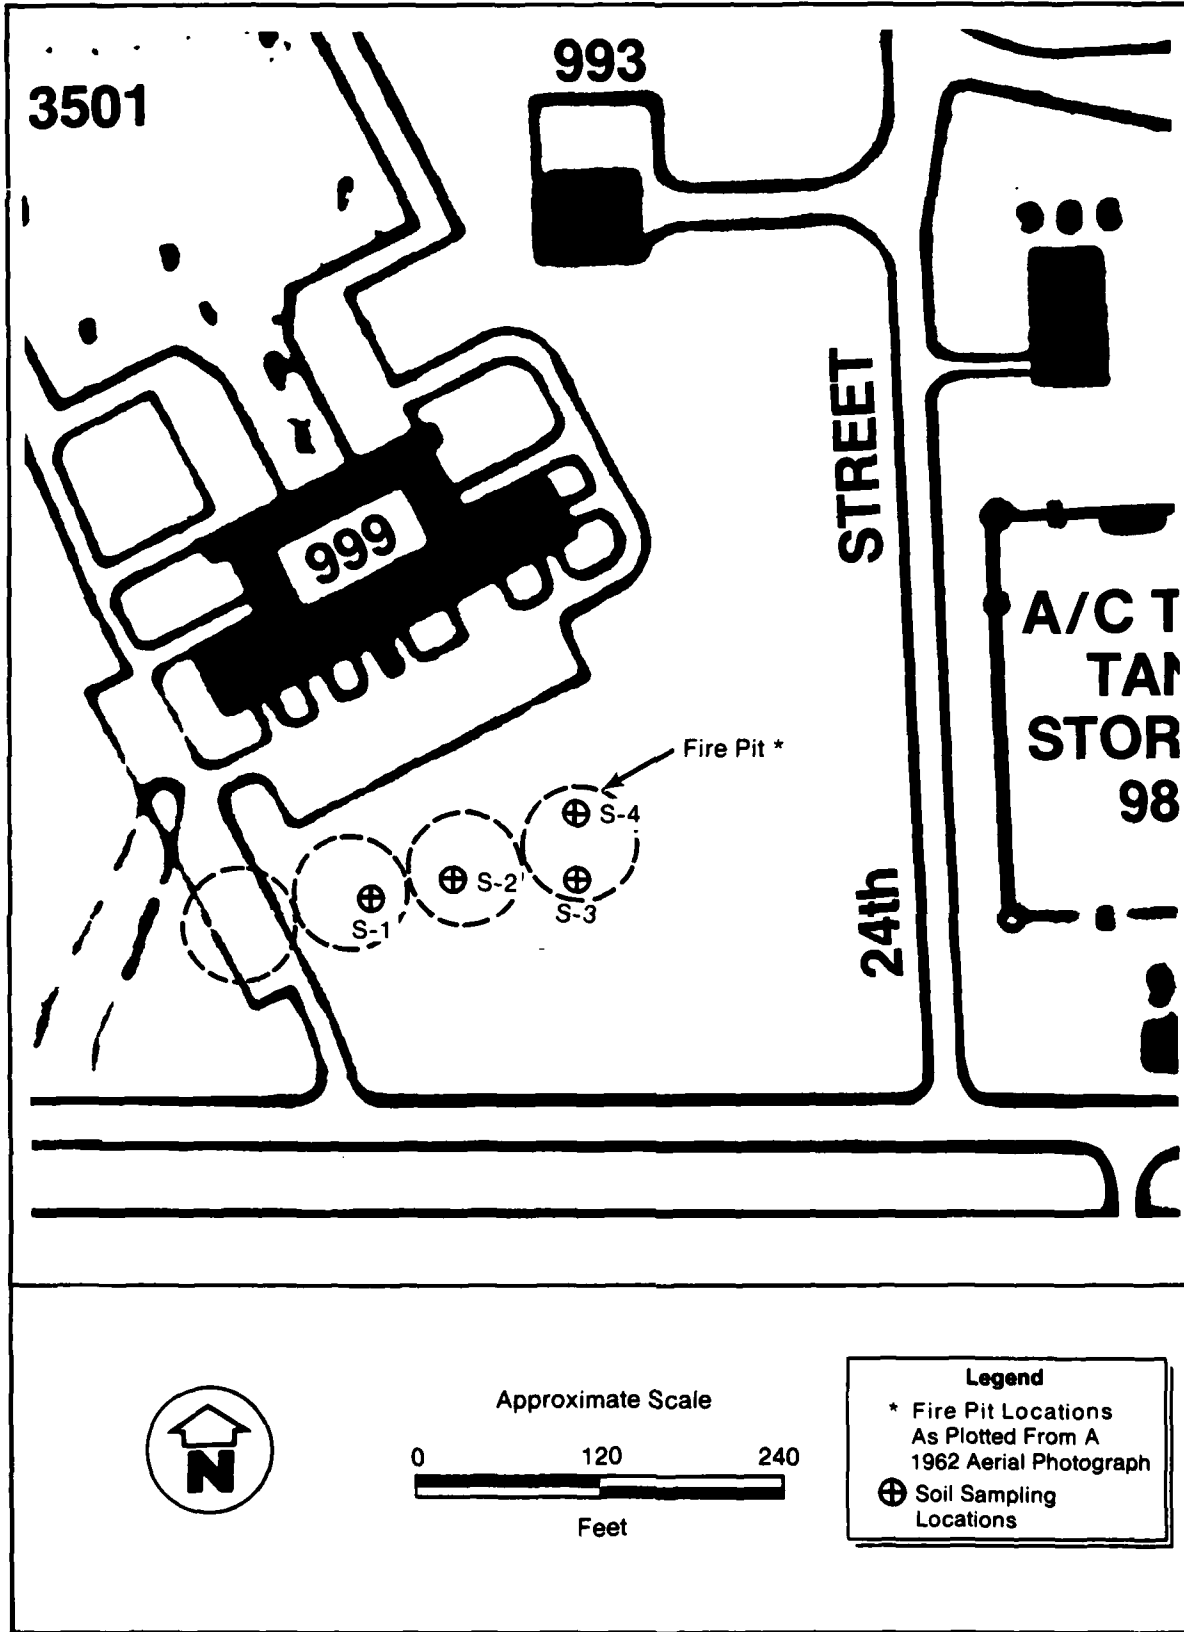 993
3501
STREET
999
A/C T
TAN
STOR
98
Fire Pit *
S-4
S-2
S-1
S-3
24th
Approximate Scale
0 120 240
Feet
N
Legend
* Fire Pit Locations
As Plotted From A
1962 Aerial Photograph
Soil Sampling
Locations